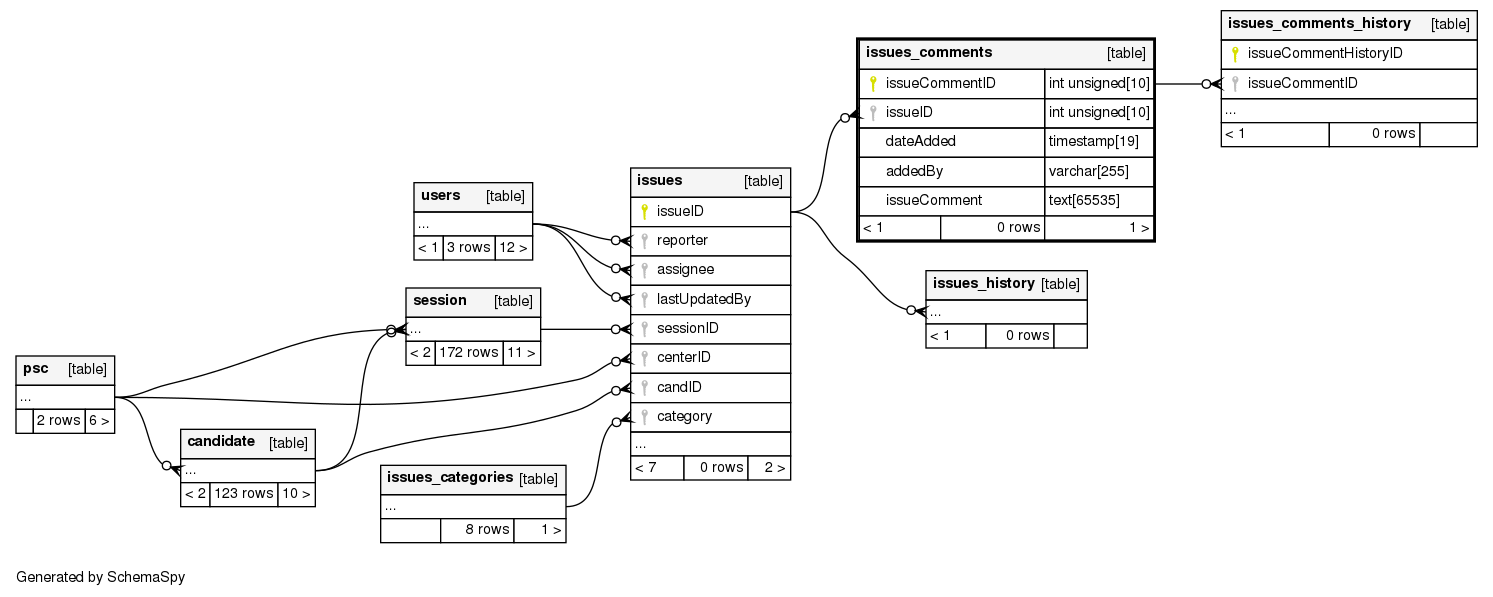 issues_comments_history [table]
issueCommentHistoryID
issueCommentID
...
< 1 0 rows
issues_comments [table]
issueCommentID int unsigned[10]
issueID int unsigned[10]
dateAdded timestamp[19]
addedBy varchar[255]
issueComment text[65535]
< 1 0 rows 1 >
issues [table]
issueID
reporter
assignee
lastUpdatedBy
sessionID
centerID
candID
category
...
< 7 0 rows 2 >
users [table]
...
< 1 3 rows 12 >
issues_history [table]
...
< 1 0 rows
session [table]
...
< 2 172 rows 11 >
psc [table]
...
2 rows 6 >
candidate [table]
...
< 2 123 rows 10 >
issues_categories [table]
...
8 rows 1 >
Generated by SchemaSpy